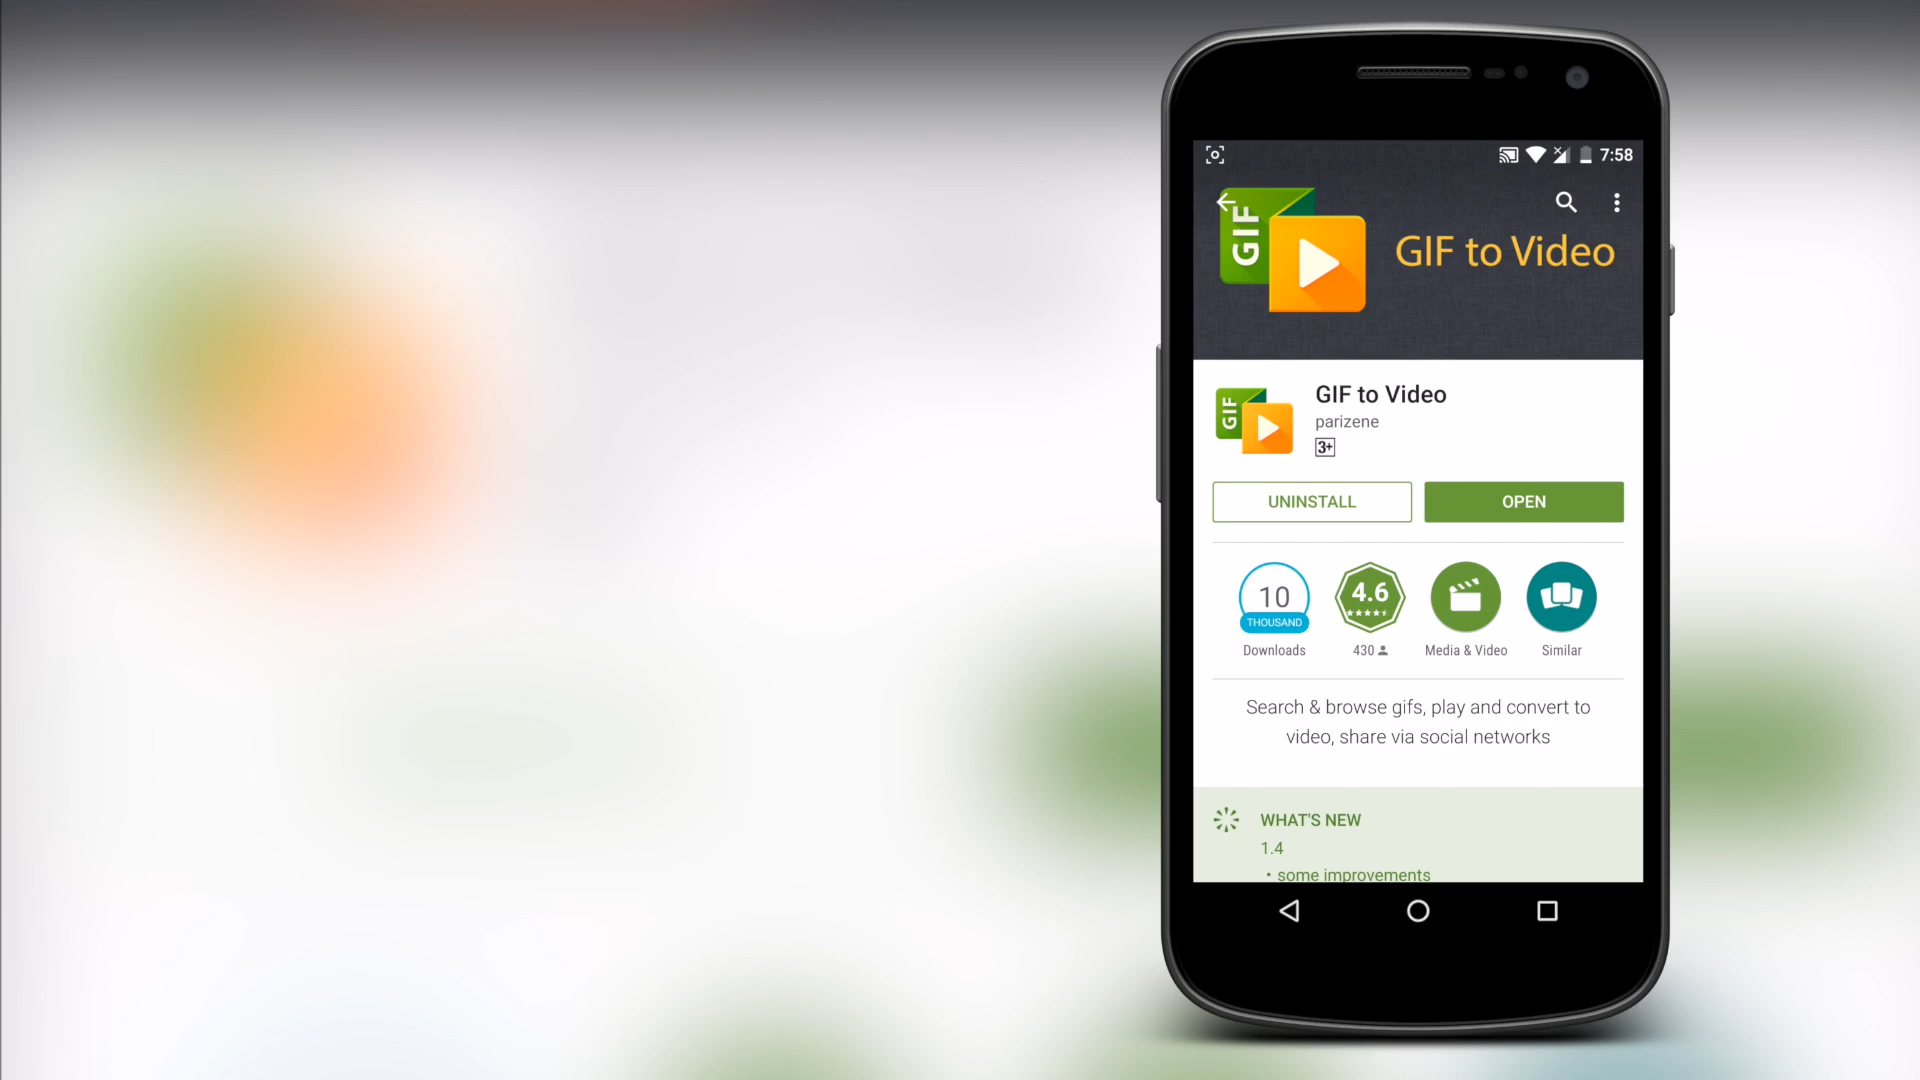 7:58
GIF
GIF to Video
GIF
GIF to Video
parizene
3+
UNINSTALL
OPEN
10
THOUSAND
4.6
Downloads
430
Media & Video
Similar
Search & browse gifs, play and convert to
video, share via social networks
WHAT'S NEW
1.4
• some improvements